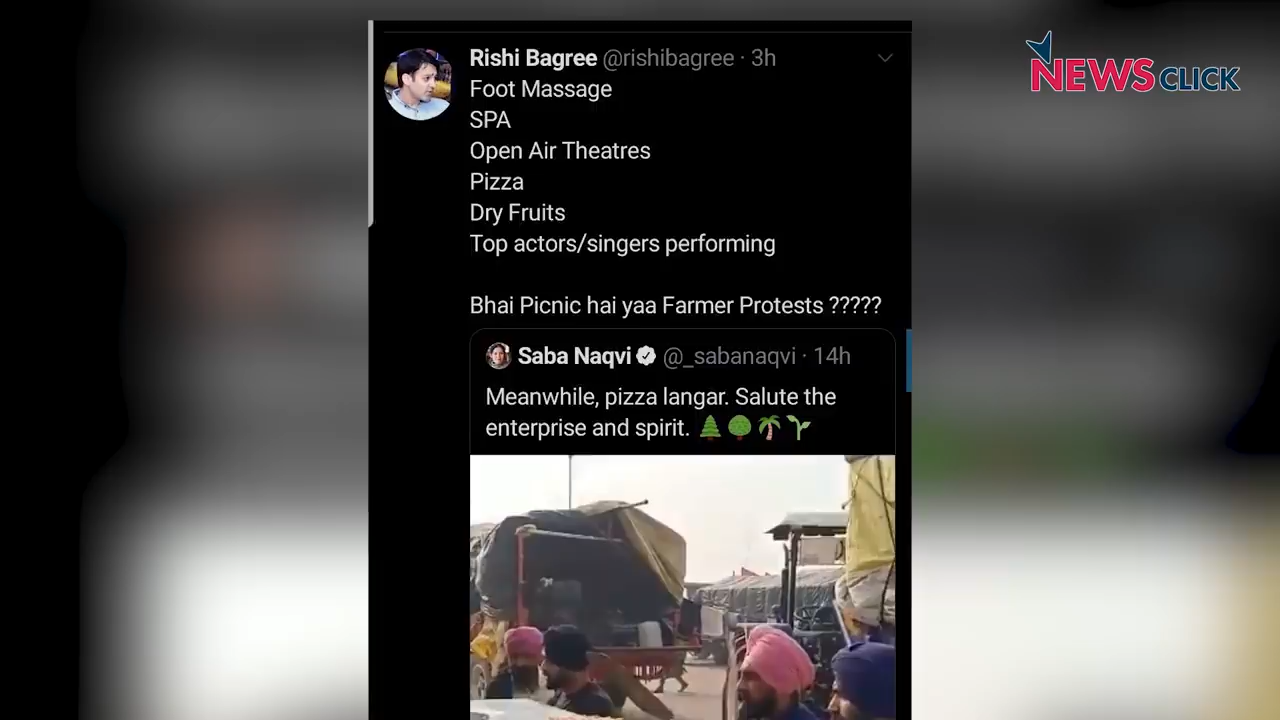 NEWSCLICK
Rishi Bagree @rishibagree · 3h
Foot Massage
SPA
Open Air Theatres
Pizza
Dry Fruits
Top actors/singers performing
Bhai Picnic hai yaa Farmer Protests ?????
Saba Naqvi @_sabanaqvi · 14h
Meanwhile, pizza langar. Salute the
enterprise and spirit. 🌲🌳🌴🌱